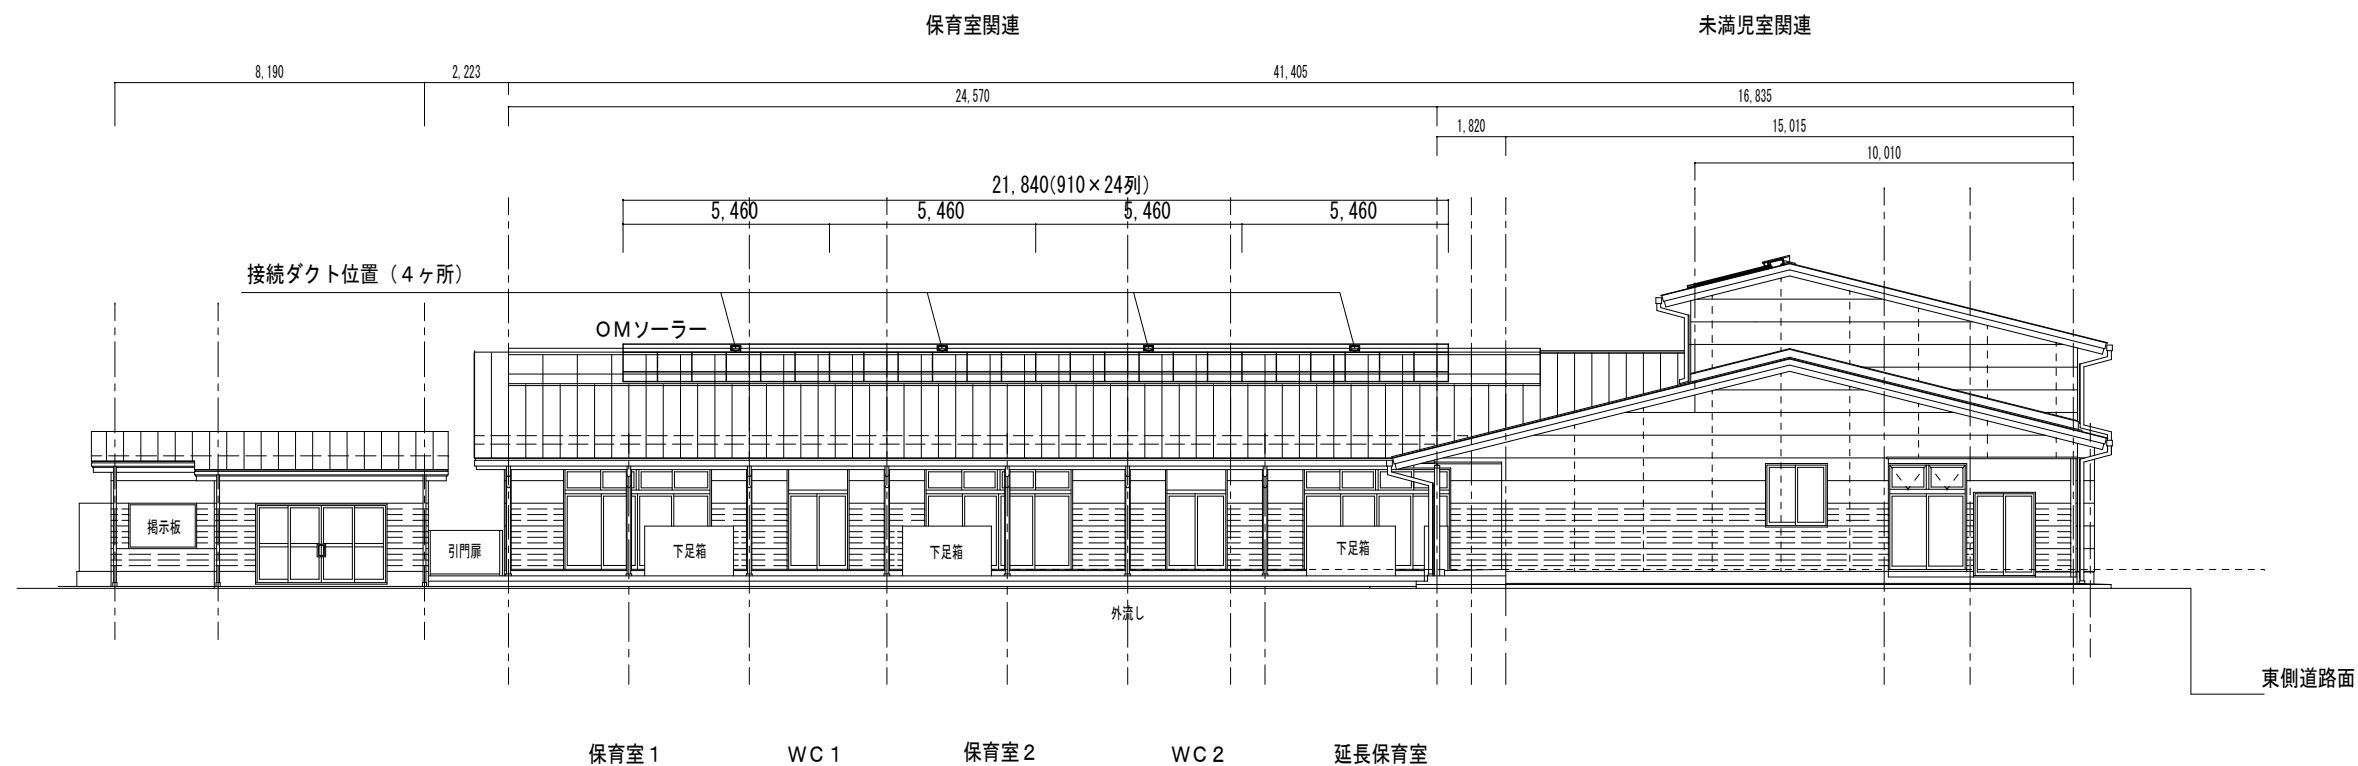 保育室関連
未満児室関連
8,190
2,223
41,405
24,570
16,835
1,820
15,015
10,010
21,840(910×24列)
5,460
5,460
5,460
5,460
接続ダクト位置（４ヶ所）
ＯＭソーラー
掲示板
引門扉
下足箱
下足箱
下足箱
外流し
東側道路面
保育室１
ＷＣ１
保育室２
ＷＣ２
延長保育室